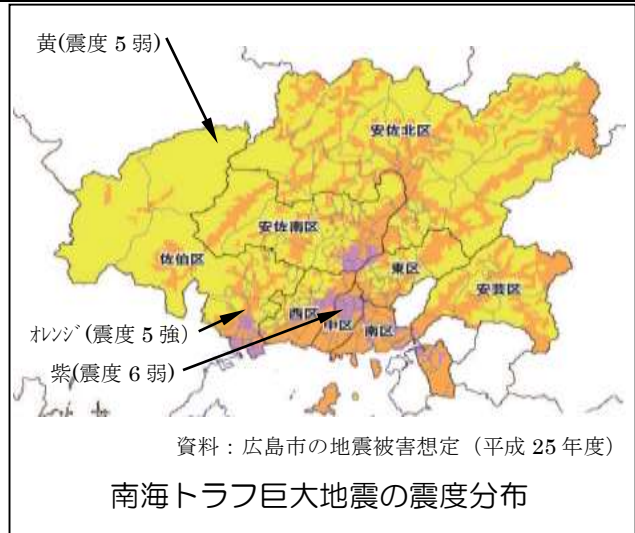 黄(震度 5 弱)
安佐北区
安佐南区
佐伯区
東区
安芸区
西区
中区
南区
オレンジ(震度 5 強)
紫(震度 6 弱)
資料：広島市の地震被害想定（平成 25 年度）
南海トラフ巨大地震の震度分布